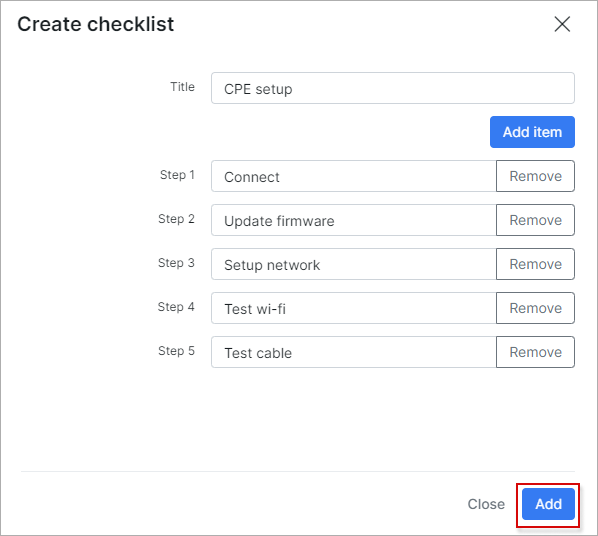 Create checklist
Title CPE setup
Add item
Step 1 Connect Remove
Step 2 Update firmware Remove
Step 3 Setup network Remove
Step 4 Test wi-fi Remove
Step 5 Test cable Remove
Close Add